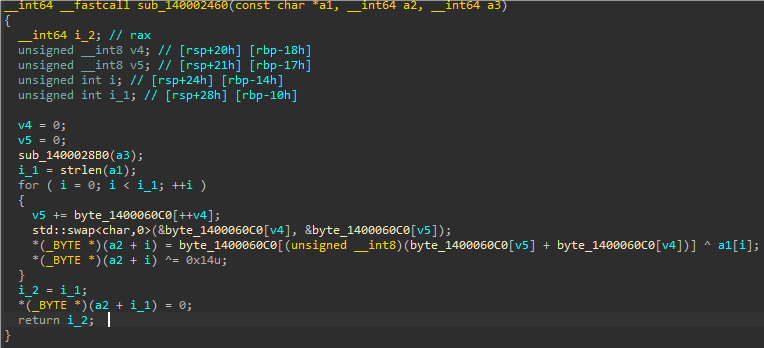 __int64 __fastcall sub_140002460(const char *a1, __int64 a2, __int64 a3)
{
  __int64 i_2; // rax
  unsigned __int8 v4; // [rsp+20h] [rbp-18h]
  unsigned __int8 v5; // [rsp+21h] [rbp-17h]
  unsigned int i; // [rsp+24h] [rbp-14h]
  unsigned int i_1; // [rsp+28h] [rbp-10h]

  v4 = 0;
  v5 = 0;
  sub_1400028B0(a3);
  i_1 = strlen(a1);
  for ( i = 0; i < i_1; ++i )
  {
    v5 += byte_1400060C0[++v4];
    std::swap<char,0>(&byte_1400060C0[v4], &byte_1400060C0[v5]);
    *(_BYTE *)(a2 + i) = byte_1400060C0[(unsigned __int8)(byte_1400060C0[v5] + byte_1400060C0[v4])] ^ a1[i];
    *(_BYTE *)(a2 + i) ^= 0x14u;
  }
  i_2 = i_1;
  *(_BYTE *)(a2 + i_1) = 0;
  return i_2;
}